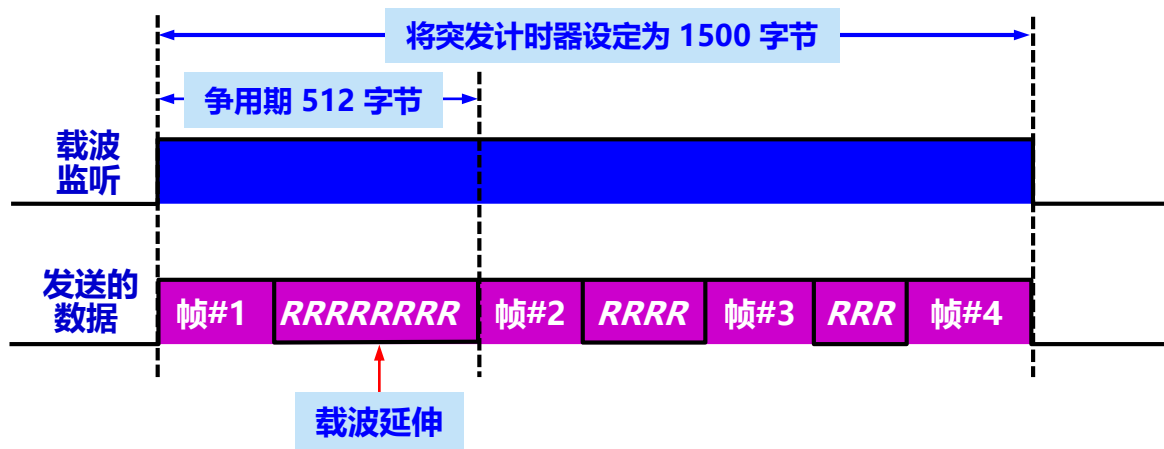 将突发计时器设定为 1500 字节
争用期 512 字节
载波
监听
发送的
数据
帧#1 RRRRRRRR 帧#2 RRRR 帧#3 RRR 帧#4
载波延伸